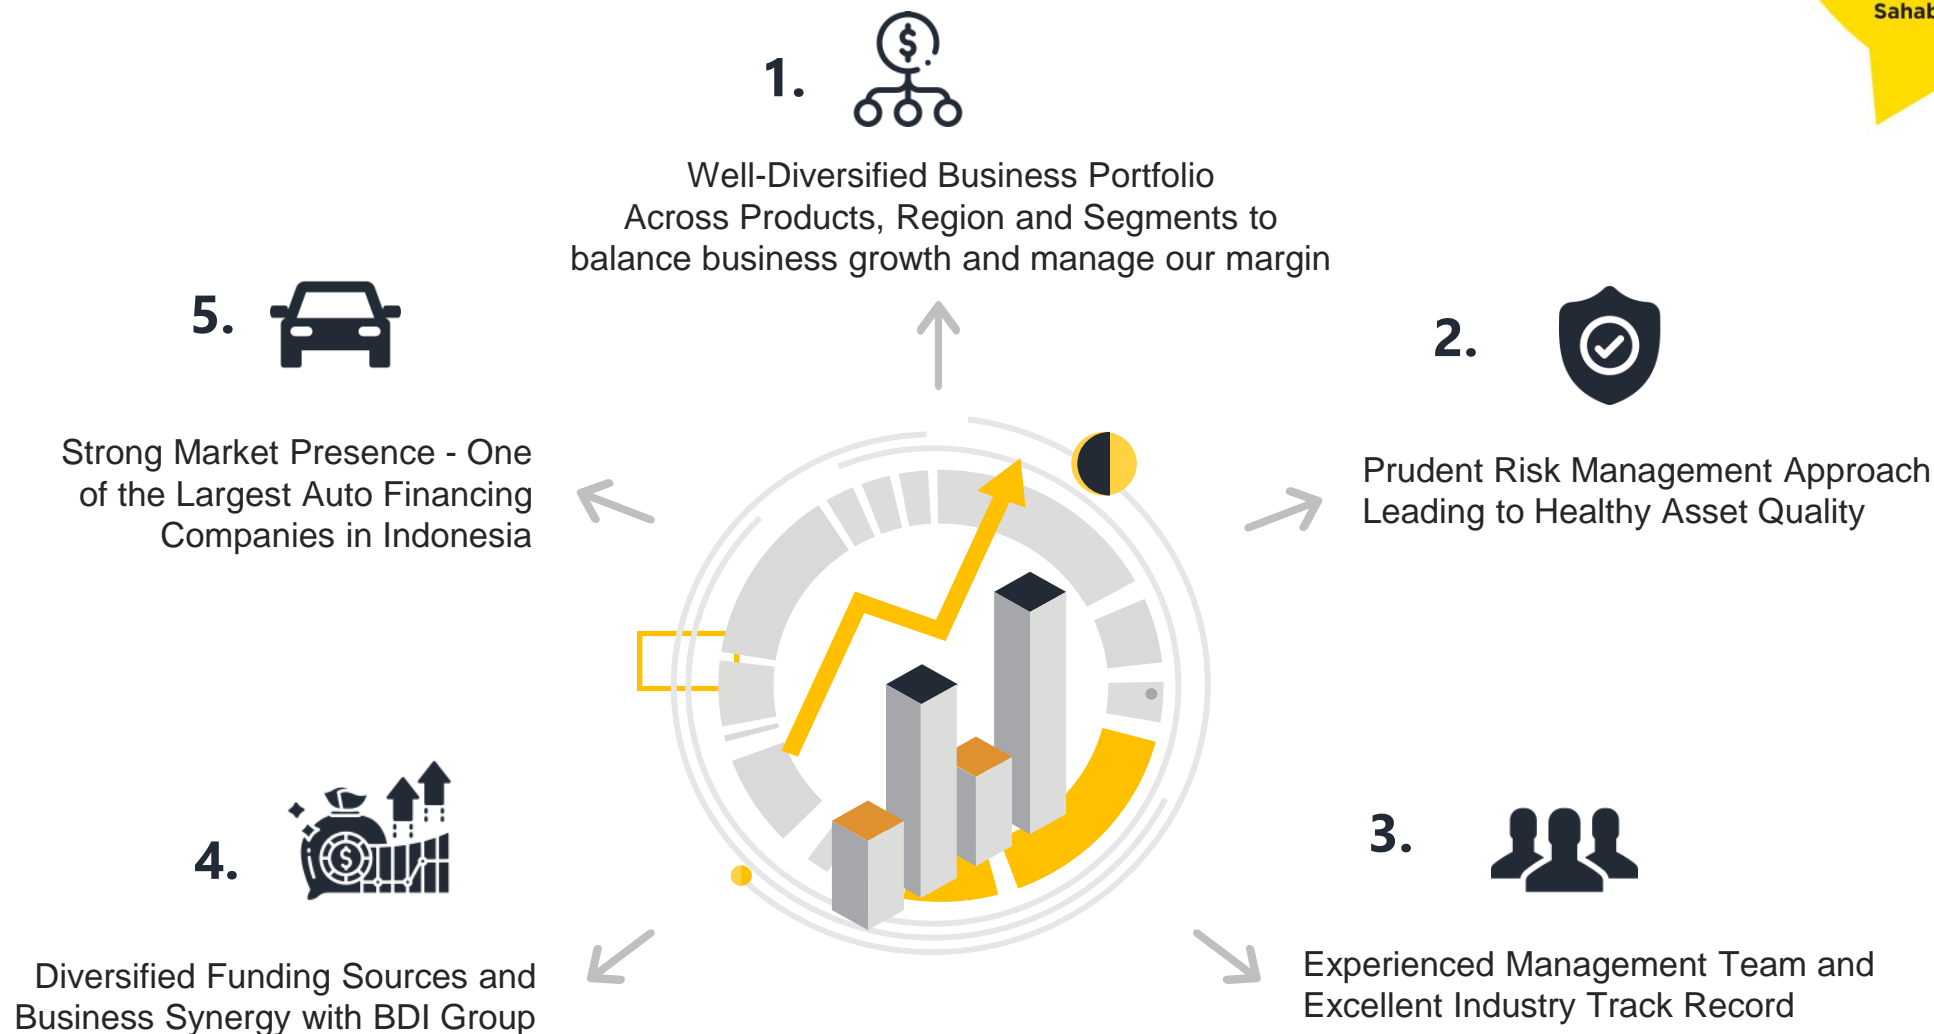 1.
Well-Diversified Business Portfolio
Across Products, Region and Segments to
balance business growth and manage our margin
2.
Prudent Risk Management Approach
Leading to Healthy Asset Quality
3.
Experienced Management Team and
Excellent Industry Track Record
4.
Diversified Funding Sources and
Business Synergy with BDI Group
5.
Strong Market Presence - One
of the Largest Auto Financing
Companies in Indonesia